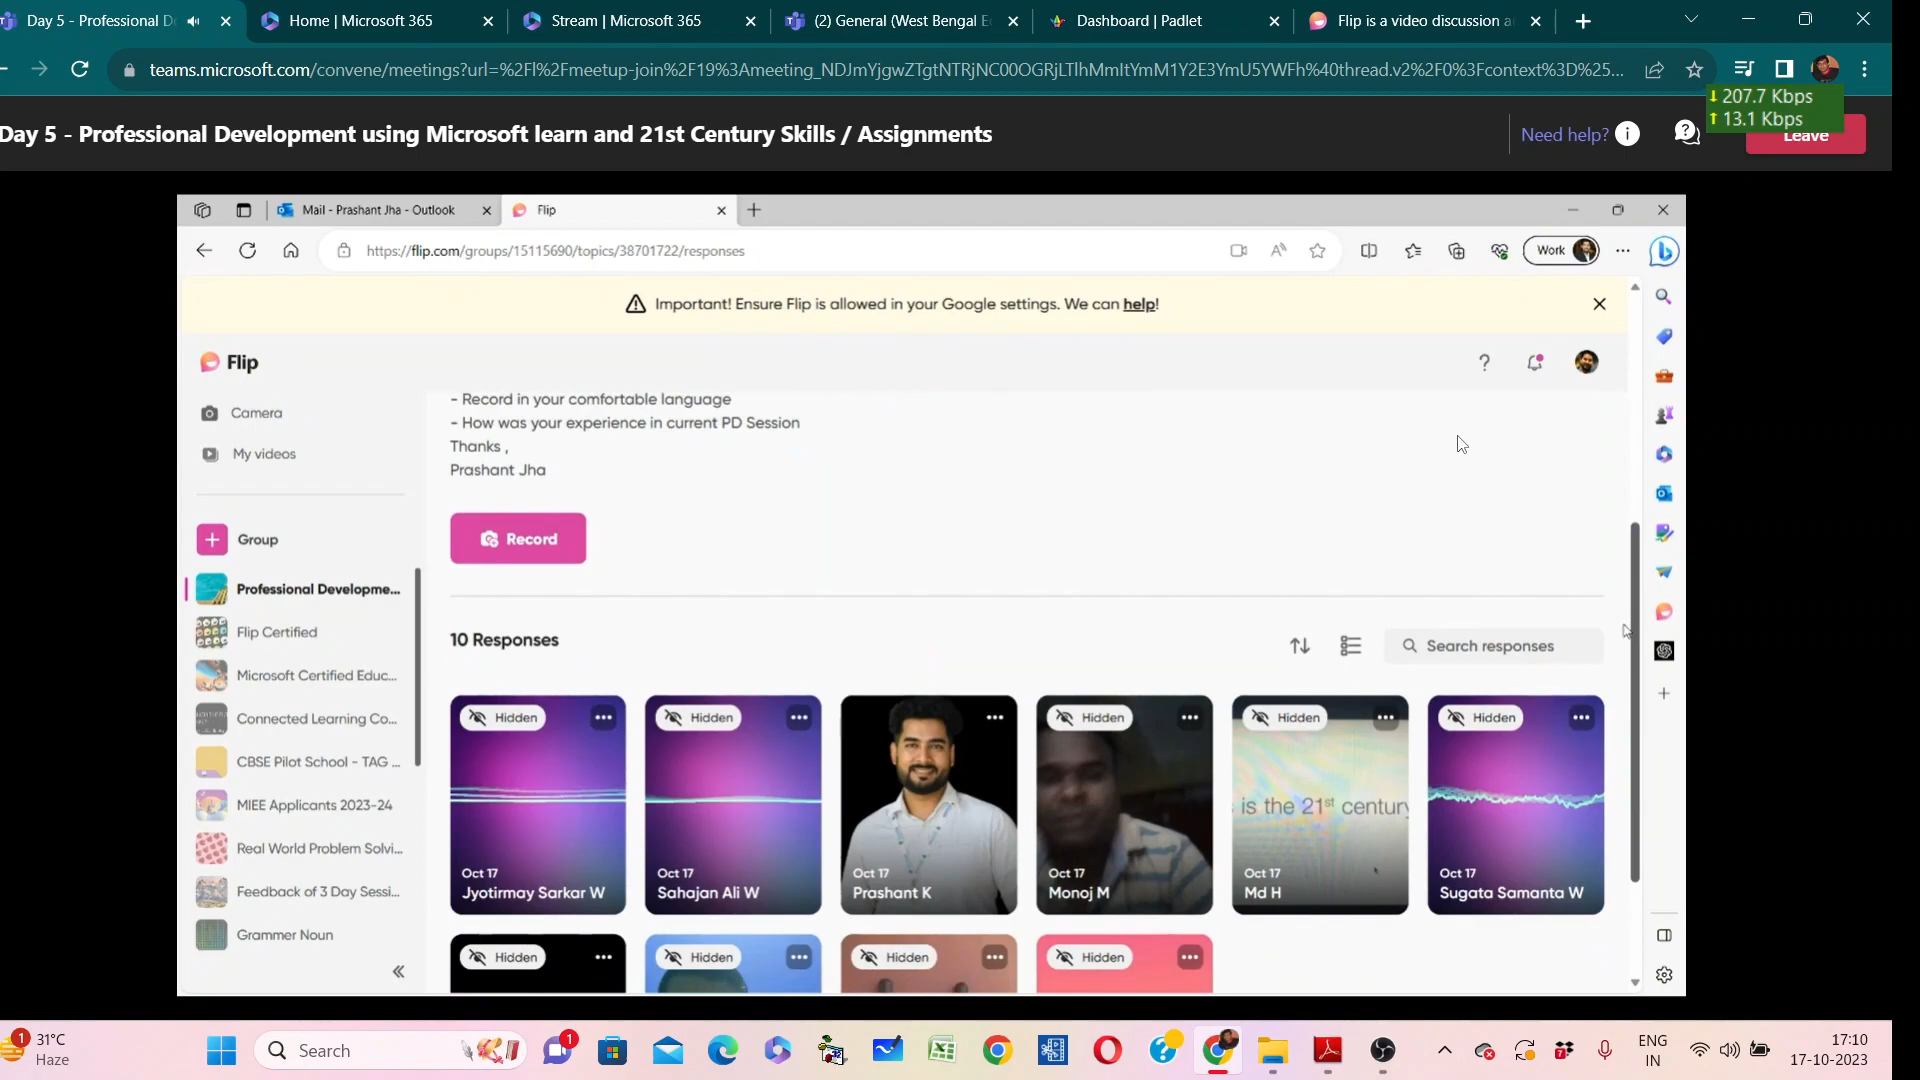 Day 5 - Professional D
Home | Microsoft 365
Stream | Microsoft 365
(2) General (West Bengal E
Dashboard | Padlet
Flip is a video discussion a
teams.microsoft.com/convene/meetings?url=%2Fl%2Fmeetup-join%2F19%3Ameeting_NDJmYjgwZTgtNTRjNC00OGRjLTlhMmItYmM1Y2E3YmU5YWFh%40thread.v2%2F0%3Fcontext%3D%25...
207.7 Kbps
13.1 Kbps
Day 5 - Professional Development using Microsoft learn and 21st Century Skills / Assignments
Need help?
Leave
Mail - Prashant Jha - Outlook
Flip
https://flip.com/groups/15115690/topics/38701722/responses
Work
Important! Ensure Flip is allowed in your Google settings. We can help!
Flip
Camera
My videos
Group
Professional Developme...
Flip Certified
Microsoft Certified Educ...
Connected Learning Co...
CBSE Pilot School - TAG ...
MIEE Applicants 2023-24
Real World Problem Solvi...
Feedback of 3 Day Sessi...
Grammer Noun
- Record in your comfortable language
- How was your experience in current PD Session
Thanks ,
Prashant Jha
Record
10 Responses
Search responses
Hidden
Oct 17
Jyotirmay Sarkar W
Hidden
Oct 17
Sahajan Ali W
Oct 17
Prashant K
Hidden
Oct 17
Monoj M
Hidden
is the 21st century
Oct 17
Md H
Hidden
Oct 17
Sugata Samanta W
Hidden
Hidden
Hidden
Hidden
1
31°C
Haze
Search
1
7
ENG
IN
17:10
17-10-2023